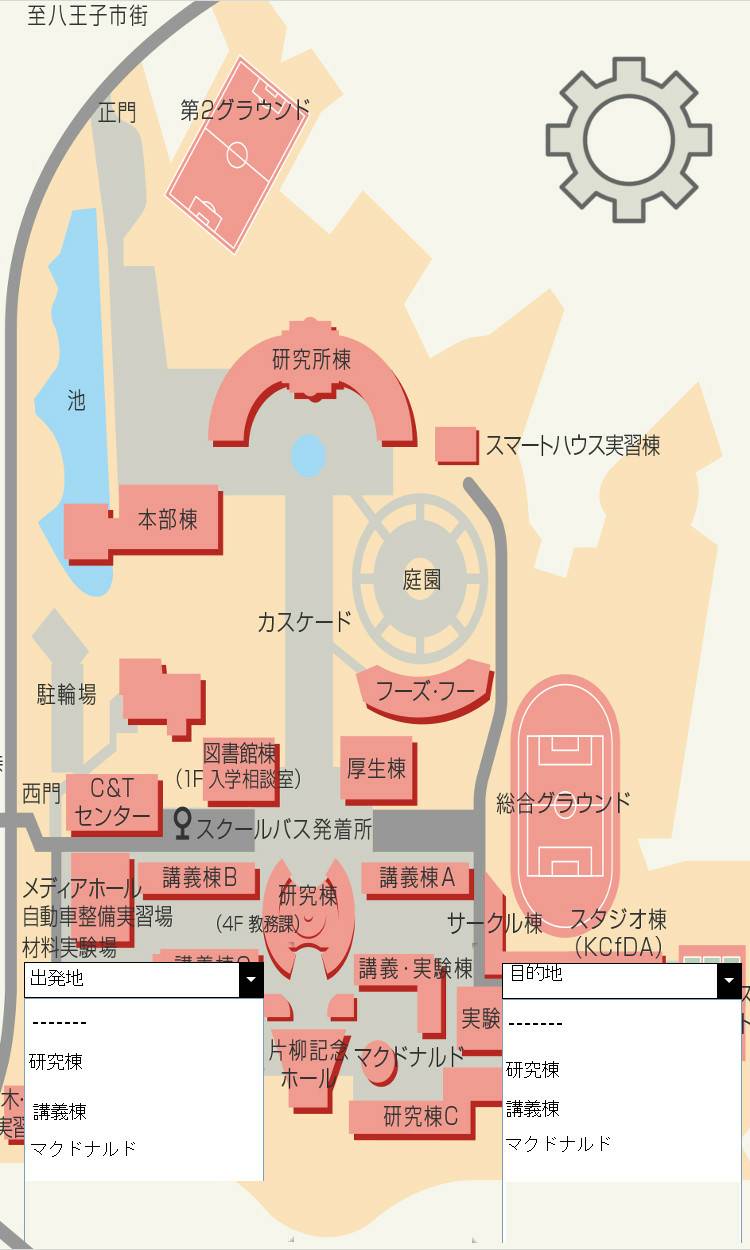 至八王子市街
正門
第2グラウンド
研究所棟
池
スマートハウス実習棟
本部棟
庭園
カスケード
駐輪場
フーズ・フー
図書館棟
(1F 入学相談室)
厚生棟
西門
C&T
センター
総合グラウンド
スクールバス発着所
講義棟B
講義棟A
メディアホール
自動車整備実習場
材料実験場
研究棟
(4F 教務課)
サークル棟
スタジオ棟
(KCfDA)
講義・実験棟
出発地
目的地
-------
-------
研究棟
研究棟
講義棟
講義棟
マクドナルド
マクドナルド
実験
片柳記念
ホール
マクドナルド
研究棟C
木・
実習